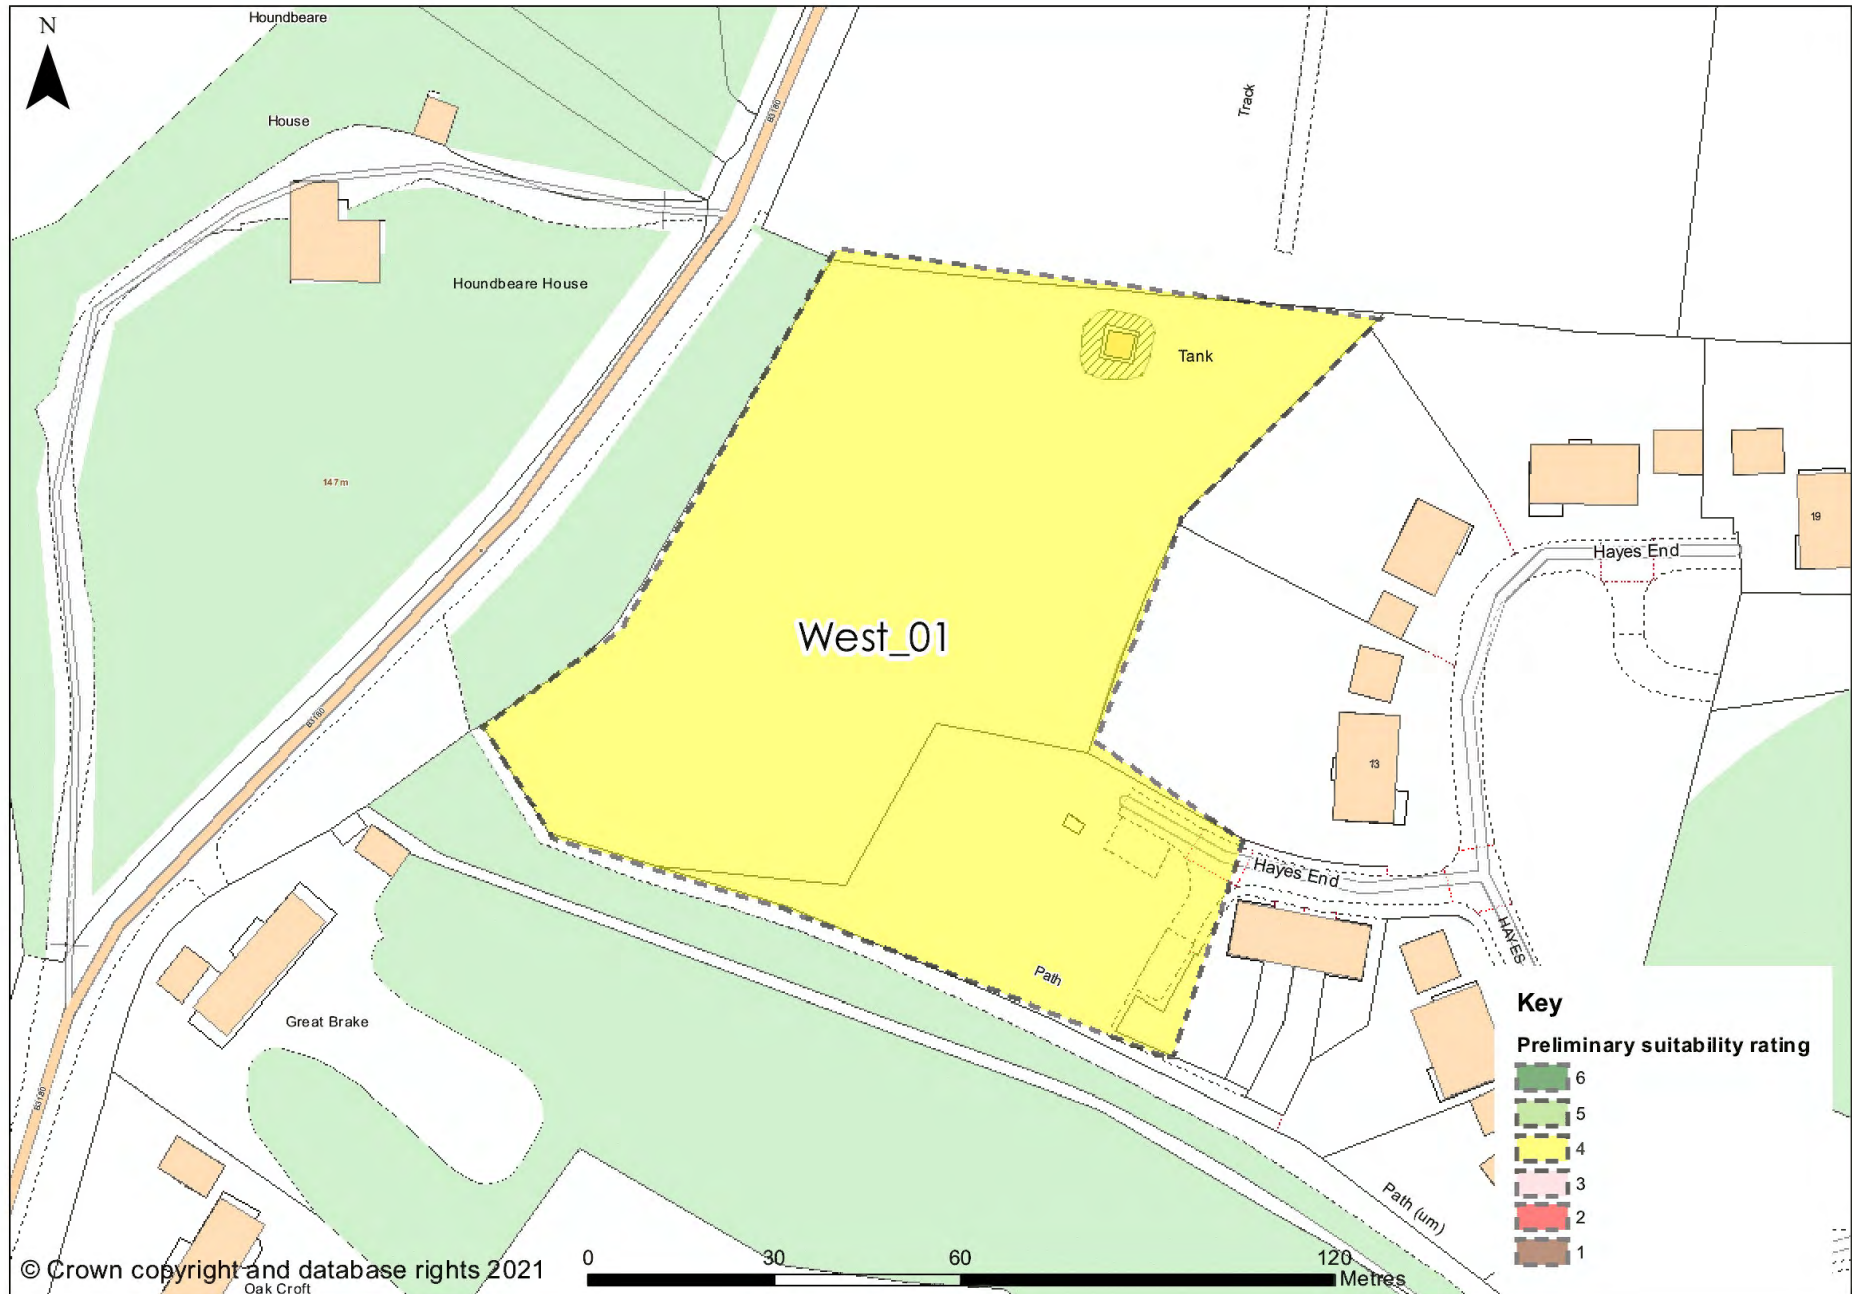 N
Houndbeare
House
B3180
Track
Houndbeare House
Tank
147m
19
Hayes End
West_01
B3180
13
Hayes End
HAYES
Path
Great Brake
B3180
Path (um)
Oak Croft
Key
Preliminary suitability rating
6
5
4
3
2
1
0 30 60 120
Metres
© Crown copyright and database rights 2021